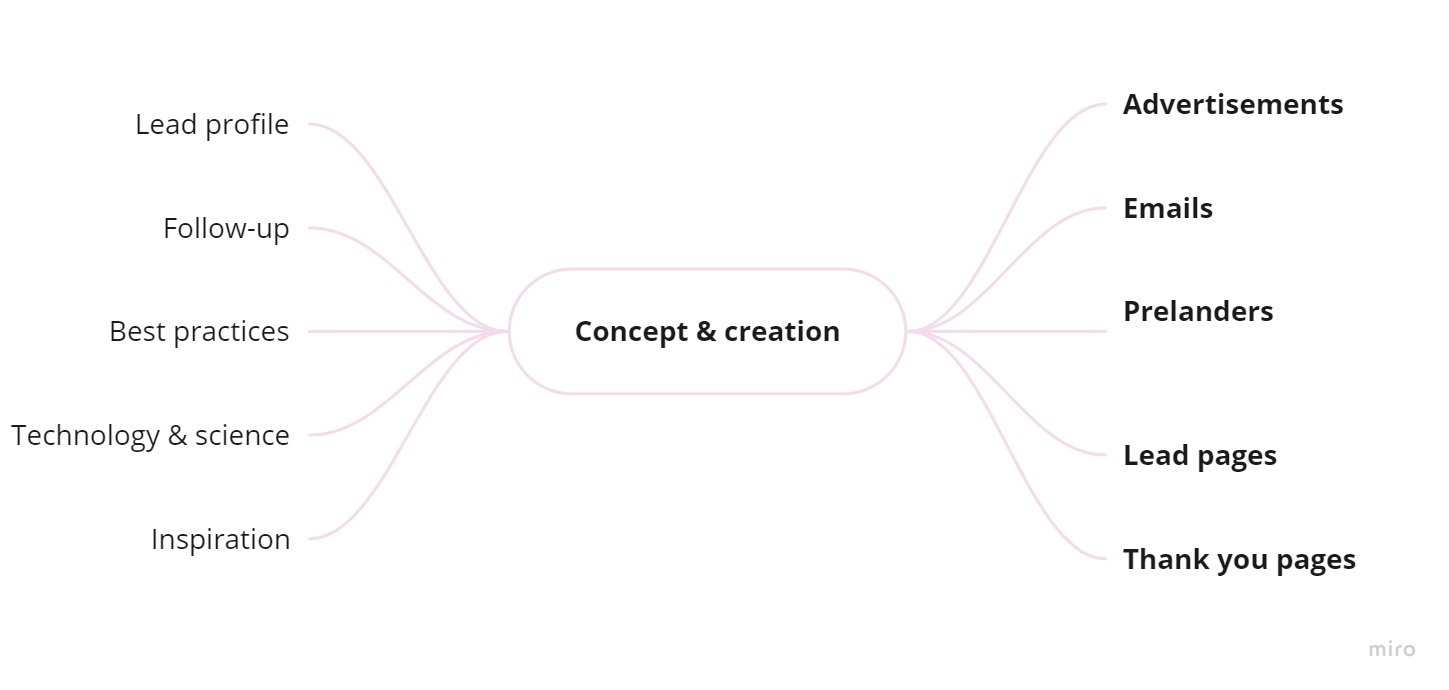 Lead profile
Follow-up
Best practices
Technology & science
Inspiration
Concept & creation
Advertisements
Emails
Prelanders
Lead pages
Thank you pages
miro